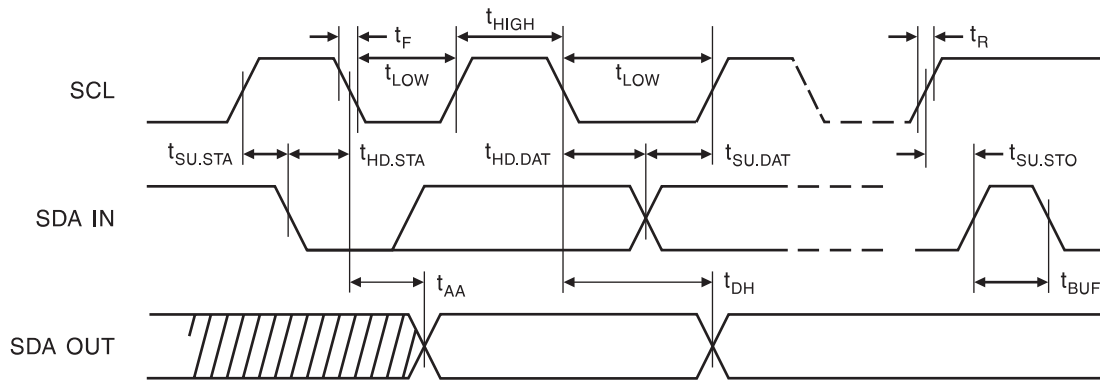 tF
tHIGH
tR
tLOW
tLOW
SCL
tSU.STA
tHD.STA
tHD.DAT
tSU.DAT
tSU.STO
SDA IN
tAA
tDH
tBUF
SDA OUT